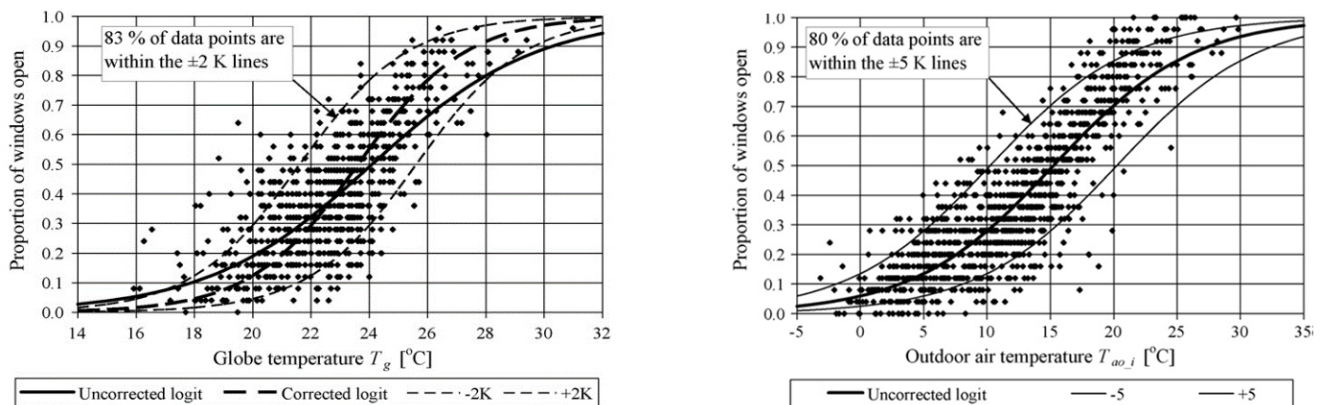 Proportion of windows open
1.0
0.9
0.8
0.7
0.6
0.5
0.4
0.3
0.2
0.1
0.0
83 % of data points are
within the ±2 K lines
14 16 18 20 22 24 26 28 30 32
Globe temperature T_g [°C]
Uncorrected logit Corrected logit -2K +2K
Proportion of windows open
1.0
0.9
0.8
0.7
0.6
0.5
0.4
0.3
0.2
0.1
0.0
80 % of data points are
within the ±5 K lines
-5 0 5 10 15 20 25 30 35
Outdoor air temperature T_ao_i [°C]
Uncorrected logit -5 +5